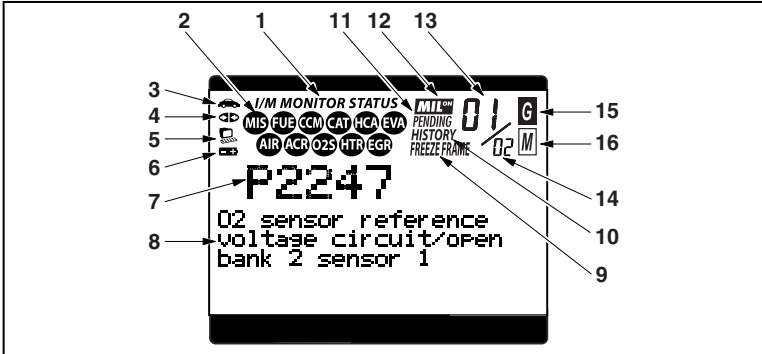 2 1 11 12 13
3 I/M MONITOR STATUS MIL ON 01 G 15
4 MIS FUE CCM CAT HCA EVA PENDING
5 AIR ACR O2S HTR EGR HISTORY M 16
6 FREEZE FRAME 02
14
7 P2247
10
O2 sensor reference
8 voltage circuit/open
bank 2 sensor 1
9